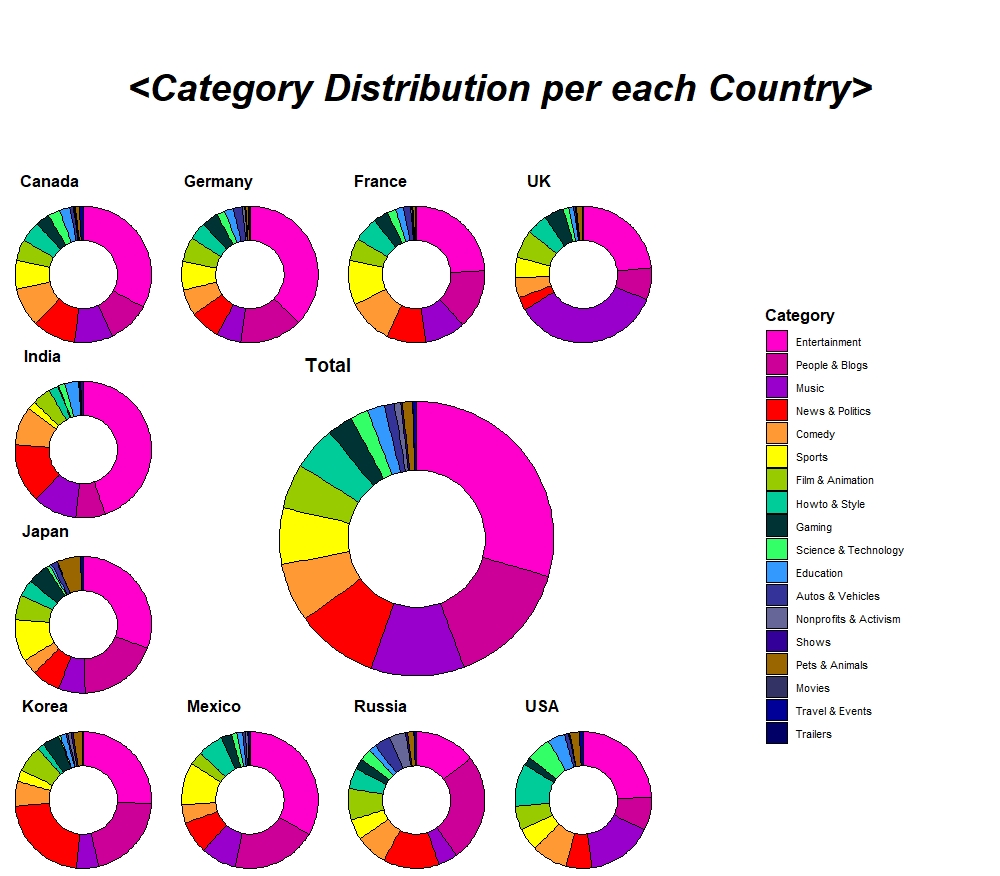 <Category Distribution per each Country>
Canada
Germany
France
UK
India
Total
Japan
Korea
Mexico
Russia
USA
Category
Entertainment
People & Blogs
Music
News & Politics
Comedy
Sports
Film & Animation
Howto & Style
Gaming
Science & Technology
Education
Autos & Vehicles
Nonprofits & Activism
Shows
Pets & Animals
Movies
Travel & Events
Trailers